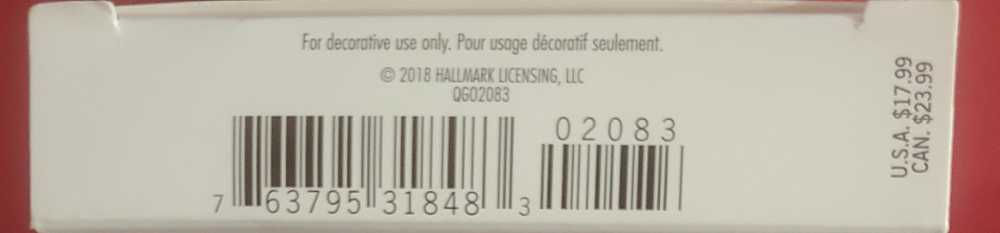 For decorative use only. Pour usage décoratif seulement.
© 2018 HALLMARK LICENSING, LLC
QGO2083
02083
7 63795 31848 3
U.S.A. $17.99
CAN. $23.99